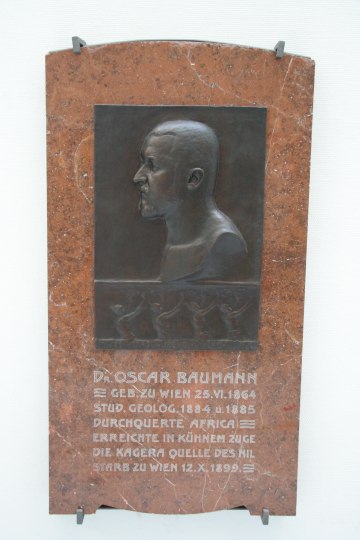 Dr. OSCAR BAUMANN
GEB. ZU WIEN 25. VI. 1864
STUD. GEOLOG. 1884 u. 1885
DURCHQUERTE AFRICA
ERREICHTE IN KÜHNEM ZUGE
DIE KAGERA QUELLE DES NIL
STARB ZU WIEN 12. X. 1899.